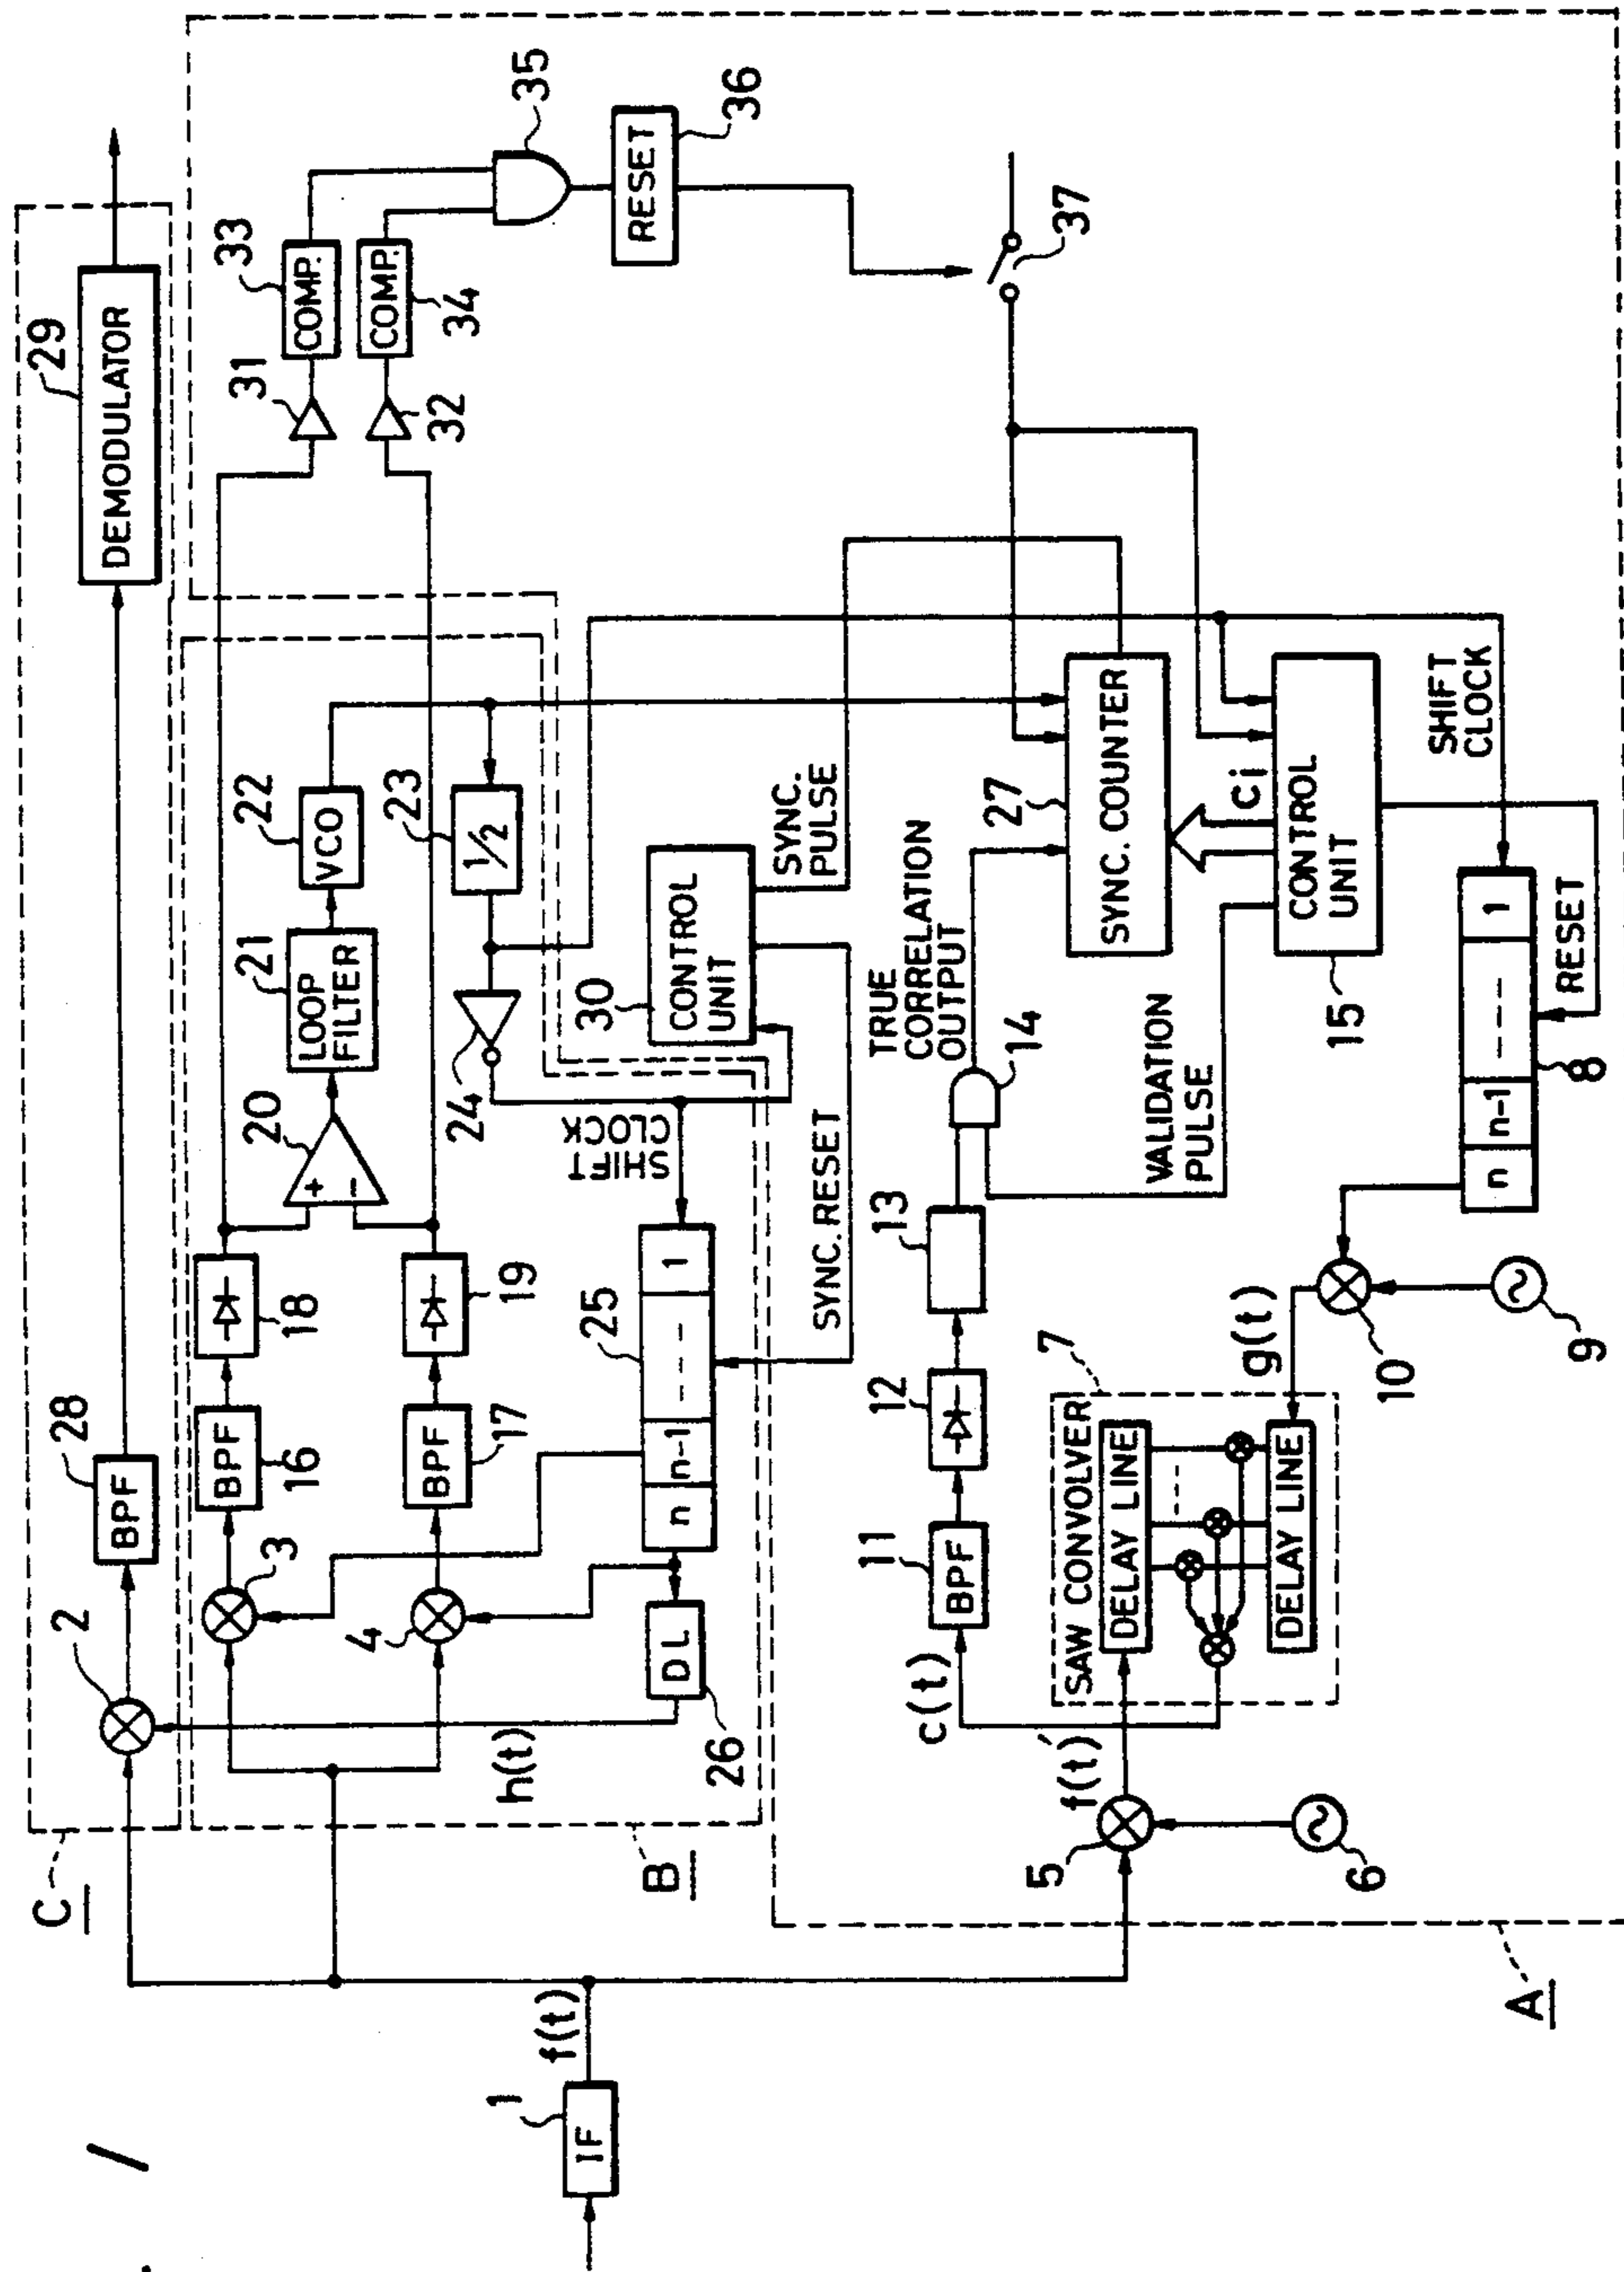 C
2
28
BPF
29
DEMODULATOR
1
IF
f(t)
B
3
4
BPF
16
BPF
17
18
19
20
+
−
21
LOOP
FILTER
22
VCO
23
1/2
24
SHIFT
CLOCK
25
n
n-1
1
DL
26
h(t)
30
CONTROL
UNIT
SYNC. RESET
SYNC.
PULSE
31
32
33
COMP.
COMP.
34
35
RESET
36
37
A
5
6
f(t)'
c(t)
SAW CONVOLVER
7
DELAY LINE
DELAY LINE
g(t)
10
9
11
BPF
12
13
14
TRUE
CORRELATION
OUTPUT
VALIDATION
PULSE
27
SYNC. COUNTER
Ci
15
CONTROL
UNIT
SHIFT
CLOCK
RESET
n
n-1
1
8